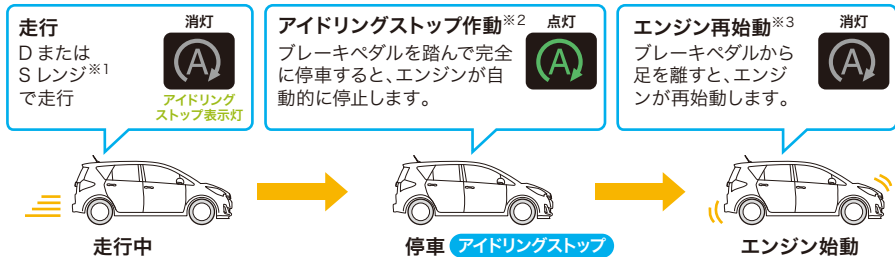 走行
消灯
D または
S レンジ※1
で走行
アイドリング
ストップ表示灯
アイドリングストップ作動※2
点灯
ブレーキペダルを踏んで完全
に停車すると、エンジンが自
動的に停止します。
エンジン再始動※3
消灯
ブレーキペダルから
足を離すと、エンジ
ンが再始動します。
A
A
A
走行中
停車 アイドリングストップ
エンジン始動